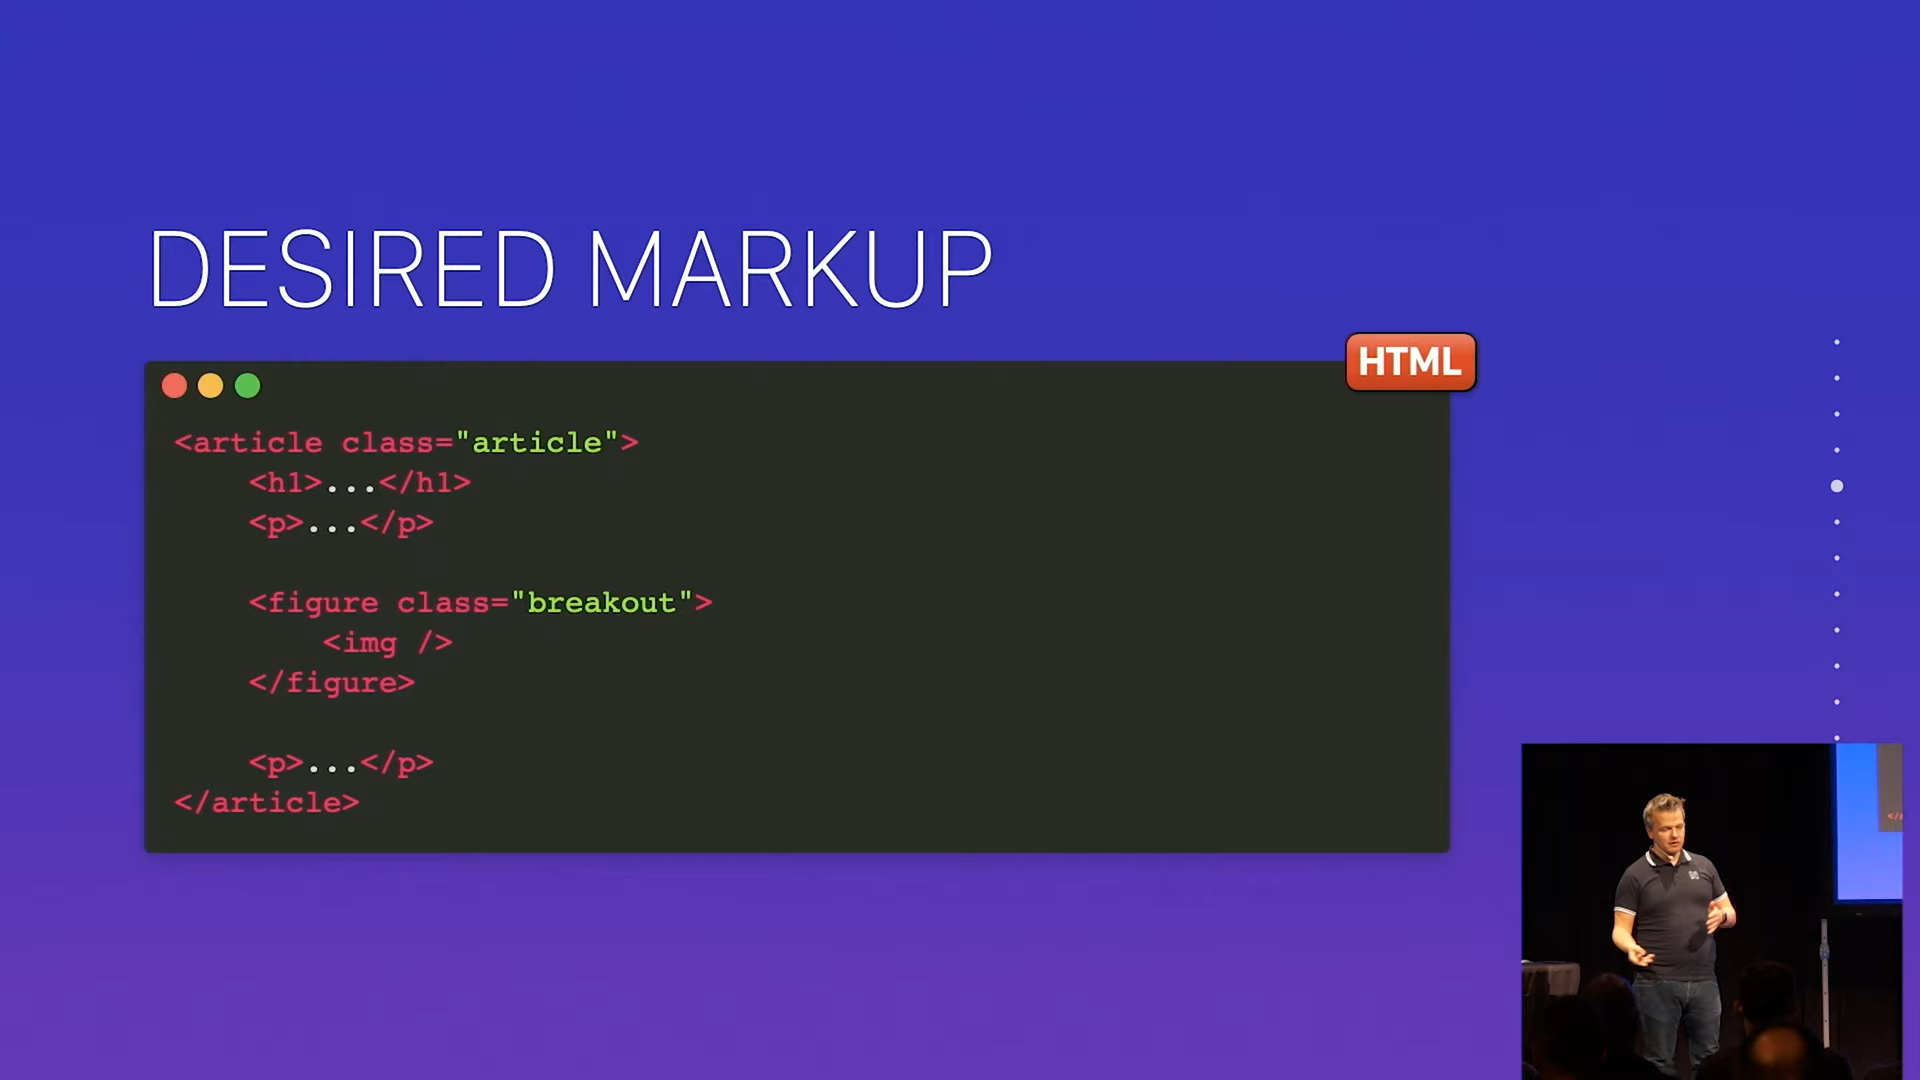 DESIRED MARKUP
HTML
<article class="article">
<h1>...</h1>
<p>...</p>
<figure class="breakout">
<img />
</figure>
<p>...</p>
</article>